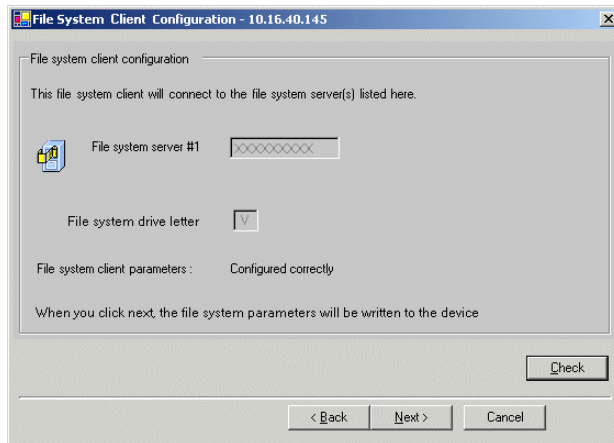 File System Client Configuration - 10.16.40.145
File system client configuration
This file system client will connect to the file system server(s) listed here.
File system server #1 XXXXXXXXXX
File system drive letter V
File system client parameters : Configured correctly
When you click next, the file system parameters will be written to the device
Check
< Back Next > Cancel